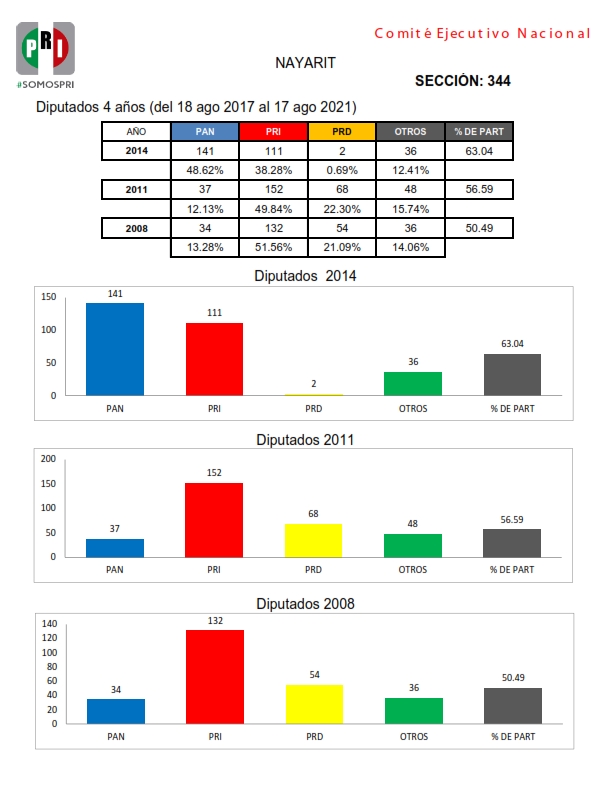 Comité Ejecutivo Nacional
PRI
#SOMOSPRI
NAYARIT
SECCIÓN: 344
Diputados 4 años (del 18 ago 2017 al 17 ago 2021)
AÑO PAN PRI PRD OTROS % DE PART
2014 141 111 2 36 63.04
48.62% 38.28% 0.69% 12.41%
2011 37 152 68 48 56.59
12.13% 49.84% 22.30% 15.74%
2008 34 132 54 36 50.49
13.28% 51.56% 21.09% 14.06%
Diputados 2014
150
100
50
0
141
111
2
36
63.04
PAN PRI PRD OTROS % DE PART
Diputados 2011
200
150
100
50
0
37
152
68
48
56.59
PAN PRI PRD OTROS % DE PART
Diputados 2008
140
120
100
80
60
40
20
0
34
132
54
36
50.49
PAN PRI PRD OTROS % DE PART